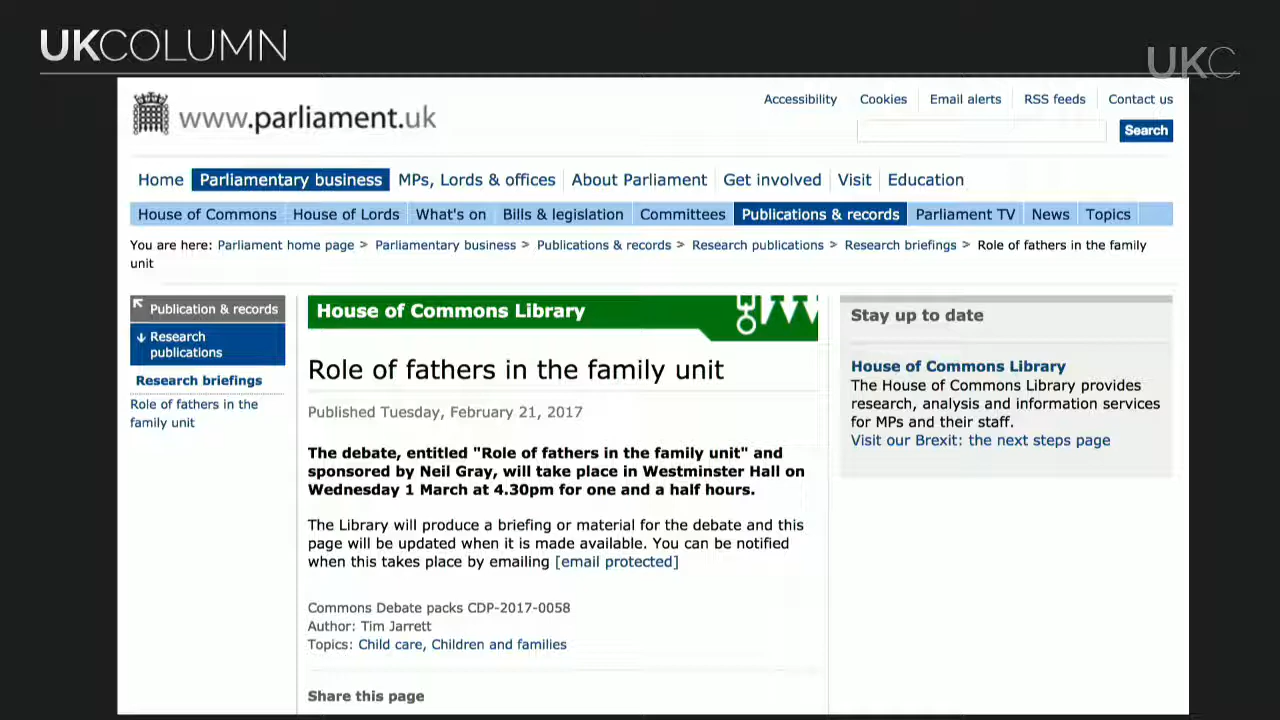 UKCOLUMN
UKC
www.parliament.uk
Accessibility Cookies Email alerts RSS feeds Contact us
Search
Home Parliamentary business MPs, Lords & offices About Parliament Get involved Visit Education
House of Commons House of Lords What's on Bills & legislation Committees Publications & records Parliament TV News Topics
You are here: Parliament home page > Parliamentary business > Publications & records > Research publications > Research briefings > Role of fathers in the family
unit
Publication & records
Research
publications
Research briefings
Role of fathers in the
family unit
House of Commons Library
Role of fathers in the family unit
Published Tuesday, February 21, 2017
The debate, entitled "Role of fathers in the family unit" and
sponsored by Neil Gray, will take place in Westminster Hall on
Wednesday 1 March at 4.30pm for one and a half hours.
The Library will produce a briefing or material for the debate and this
page will be updated when it is made available. You can be notified
when this takes place by emailing [email protected]
Commons Debate packs CDP-2017-0058
Author: Tim Jarrett
Topics: Child care, Children and families
Share this page
Stay up to date
House of Commons Library
The House of Commons Library provides
research, analysis and information services
for MPs and their staff.
Visit our Brexit: the next steps page